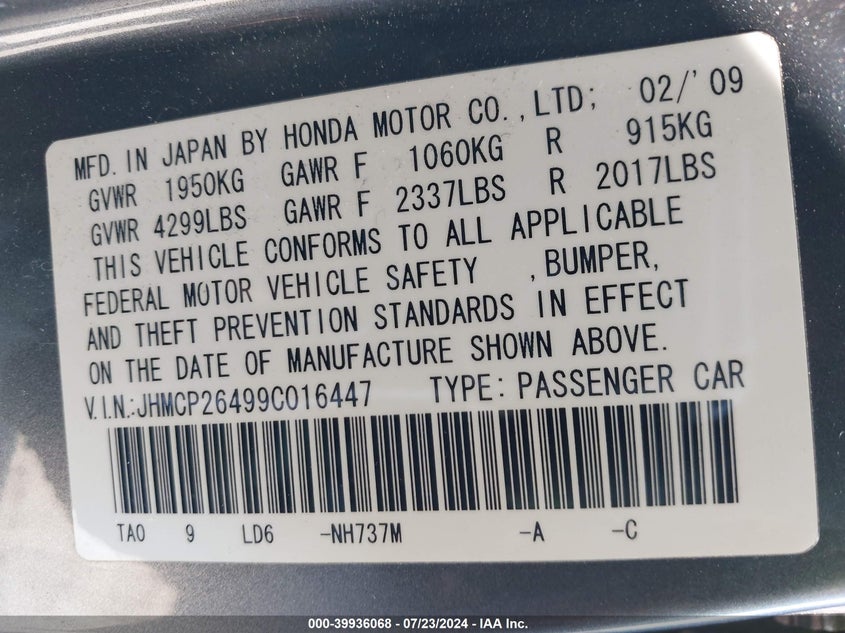 MFD. IN JAPAN BY HONDA MOTOR CO., LTD; 02/'09
GVWR 1950KG GAWR F 1060KG R 915KG
GVWR 4299LBS GAWR F 2337LBS R 2017LBS
THIS VEHICLE CONFORMS TO ALL APPLICABLE
FEDERAL MOTOR VEHICLE SAFETY , BUMPER,
AND THEFT PREVENTION STANDARDS IN EFFECT
ON THE DATE OF MANUFACTURE SHOWN ABOVE.
V.I.N.:JHMCP26499C016447 TYPE: PASSENGER CAR
TA0 9 LD6 -NH737M -A -C
000-39936068 / 07/23/2024 - IAA Inc.